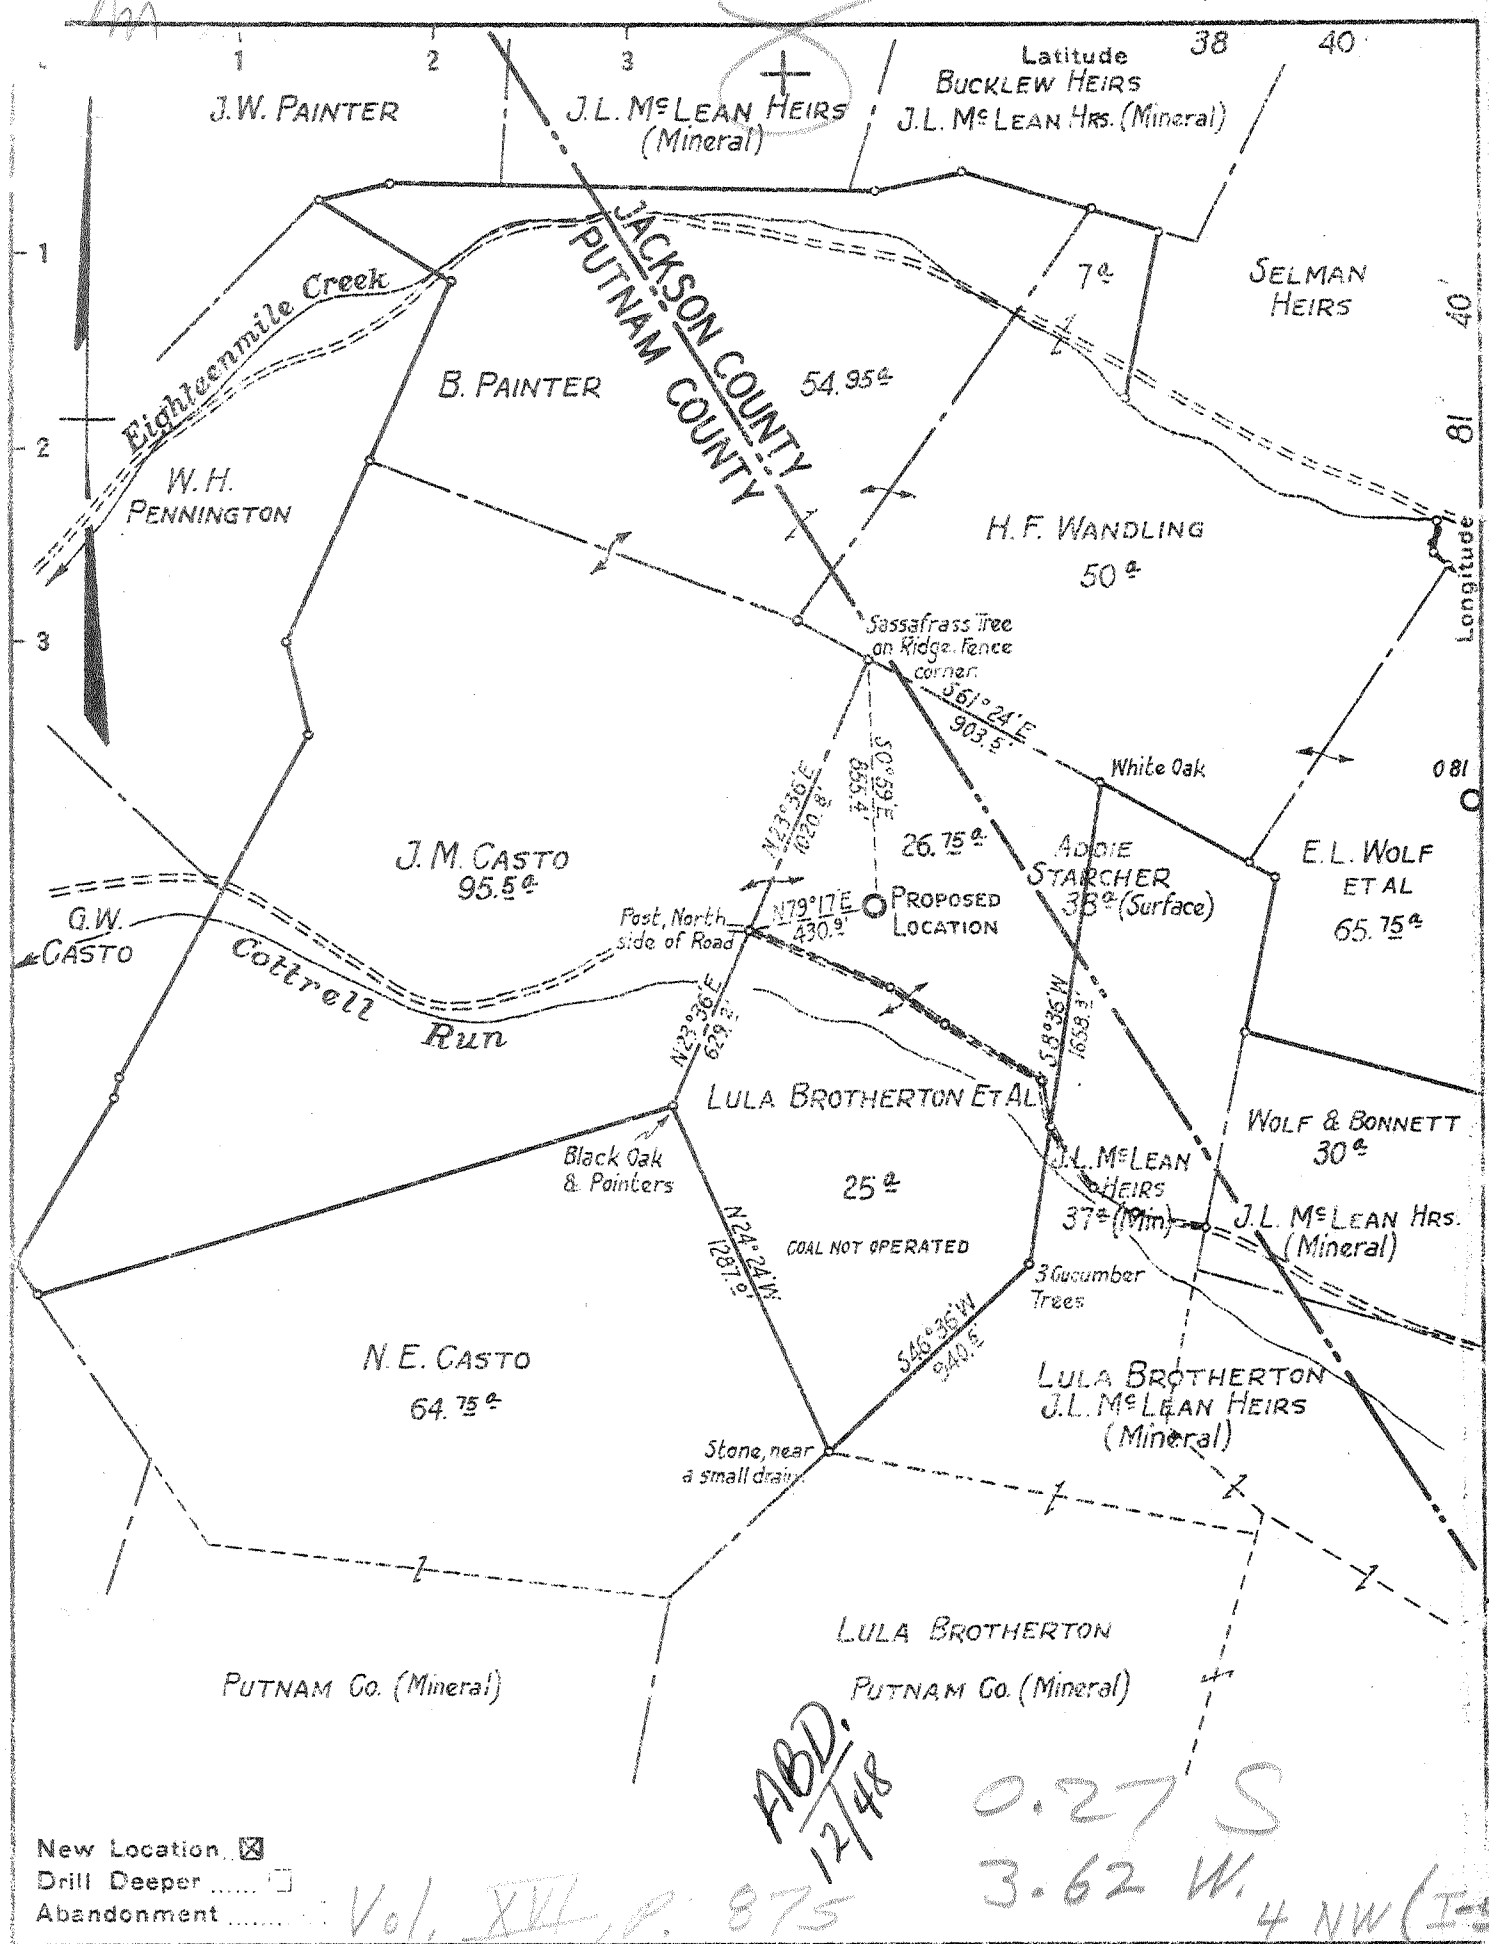 1 2 3
Latitude 38 40
J.W. PAINTER
J.L. McLEAN HEIRS
(Mineral)
BUCKLEW HEIRS
J.L. McLEAN HRS. (Mineral)
1
2
3
Eighteenmile Creek
JACKSON COUNTY
PUTNAM COUNTY
7a
SELMAN
HEIRS
40'
81
Longitude
B. PAINTER
54.95a
W.H.
PENNINGTON
H.F. WANDLING
50a
Sassafrass Tree
on Ridge. Fence
corner.
S61°24'E
903.5'
White Oak
081
S0°59'E
N23°36'E
1020.8'
26.75a
ADDIE
STARCHER
38a (Surface)
E.L. WOLF
ET AL
65.75a
J.M. CASTO
95.5a
PROPOSED
LOCATION
N79°17'E
430.9'
Post, North
side of Road
G.W.
CASTO
Cottrell Run
N23°36'E
629.2'
S8°36'W
1658.3'
LULA BROTHERTON ET AL
WOLF & BONNETT
30a
Black Oak
& Pointers
25a
J.L. McLEAN
HEIRS
37a (Min)
J.L. McLEAN HRS.
(Mineral)
N24°24'W
1287.0'
COAL NOT OPERATED
3 Cucumber
Trees
S46°36'W
940.5'
N.E. CASTO
64.75a
LULA BROTHERTON
J.L. McLEAN HEIRS
(Mineral)
Stone, near
a small drain.
LULA BROTHERTON
PUTNAM Co. (Mineral)
PUTNAM Co. (Mineral)
ABD.
12/48
0.27 S
3.62 W.
4 NW (I-
New Location ☒
Drill Deeper ...... ☐
Abandonment ........
Vol. XVI, P. 875